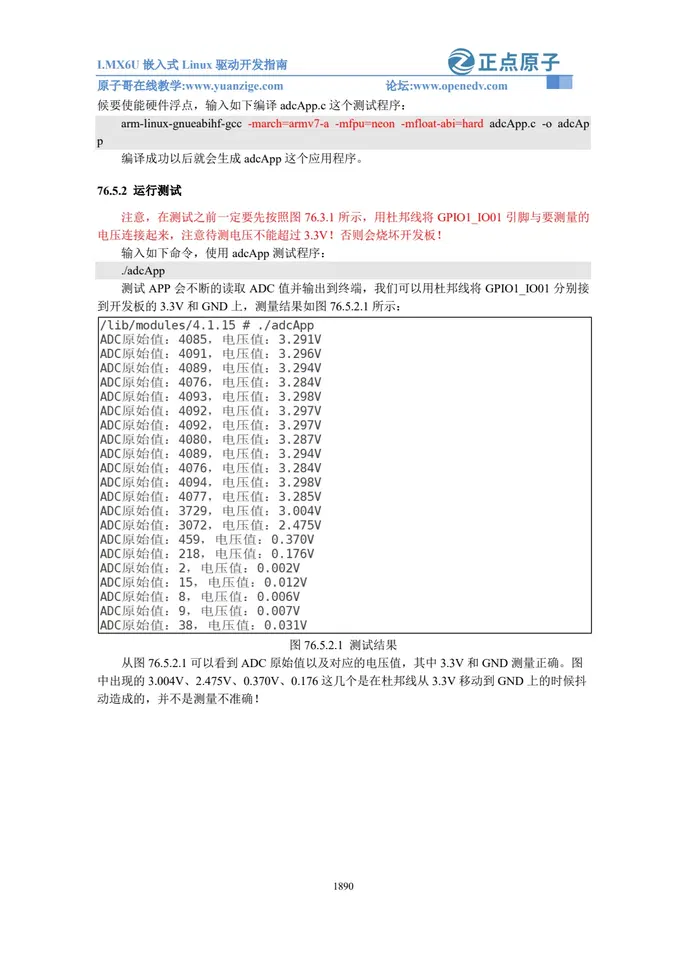 I.MX6U 嵌入式 Linux 驱动开发指南
正点原子
原子哥在线教学:www.yuanzige.com 论坛:www.openedv.com
候要使能硬件浮点，输入如下编译 adcApp.c 这个测试程序：
arm-linux-gnueabihf-gcc -march=armv7-a -mfpu=neon -mfloat-abi=hard adcApp.c -o adcAp
p
编译成功以后就会生成 adcApp 这个应用程序。
76.5.2 运行测试
注意，在测试之前一定要先按照图 76.3.1 所示，用杜邦线将 GPIO1_IO01 引脚与要测量的
电压连接起来，注意待测电压不能超过 3.3V！否则会烧坏开发板！
输入如下命令，使用 adcApp 测试程序：
./adcApp
测试 APP 会不断的读取 ADC 值并输出到终端，我们可以用杜邦线将 GPIO1_IO01 分别接
到开发板的 3.3V 和 GND 上，测量结果如图 76.5.2.1 所示：
/lib/modules/4.1.15 # ./adcApp
ADC原始值：4085，电压值：3.291V
ADC原始值：4091，电压值：3.296V
ADC原始值：4089，电压值：3.294V
ADC原始值：4076，电压值：3.284V
ADC原始值：4093，电压值：3.298V
ADC原始值：4092，电压值：3.297V
ADC原始值：4092，电压值：3.297V
ADC原始值：4080，电压值：3.287V
ADC原始值：4089，电压值：3.294V
ADC原始值：4076，电压值：3.284V
ADC原始值：4094，电压值：3.298V
ADC原始值：4077，电压值：3.285V
ADC原始值：3729，电压值：3.004V
ADC原始值：3072，电压值：2.475V
ADC原始值：459，电压值：0.370V
ADC原始值：218，电压值：0.176V
ADC原始值：2，电压值：0.002V
ADC原始值：15，电压值：0.012V
ADC原始值：8，电压值：0.006V
ADC原始值：9，电压值：0.007V
ADC原始值：38，电压值：0.031V
图 76.5.2.1 测试结果
从图 76.5.2.1 可以看到 ADC 原始值以及对应的电压值，其中 3.3V 和 GND 测量正确。图
中出现的 3.004V、2.475V、0.370V、0.176 这几个是在杜邦线从 3.3V 移动到 GND 上的时候抖
动造成的，并不是测量不准确！
1890